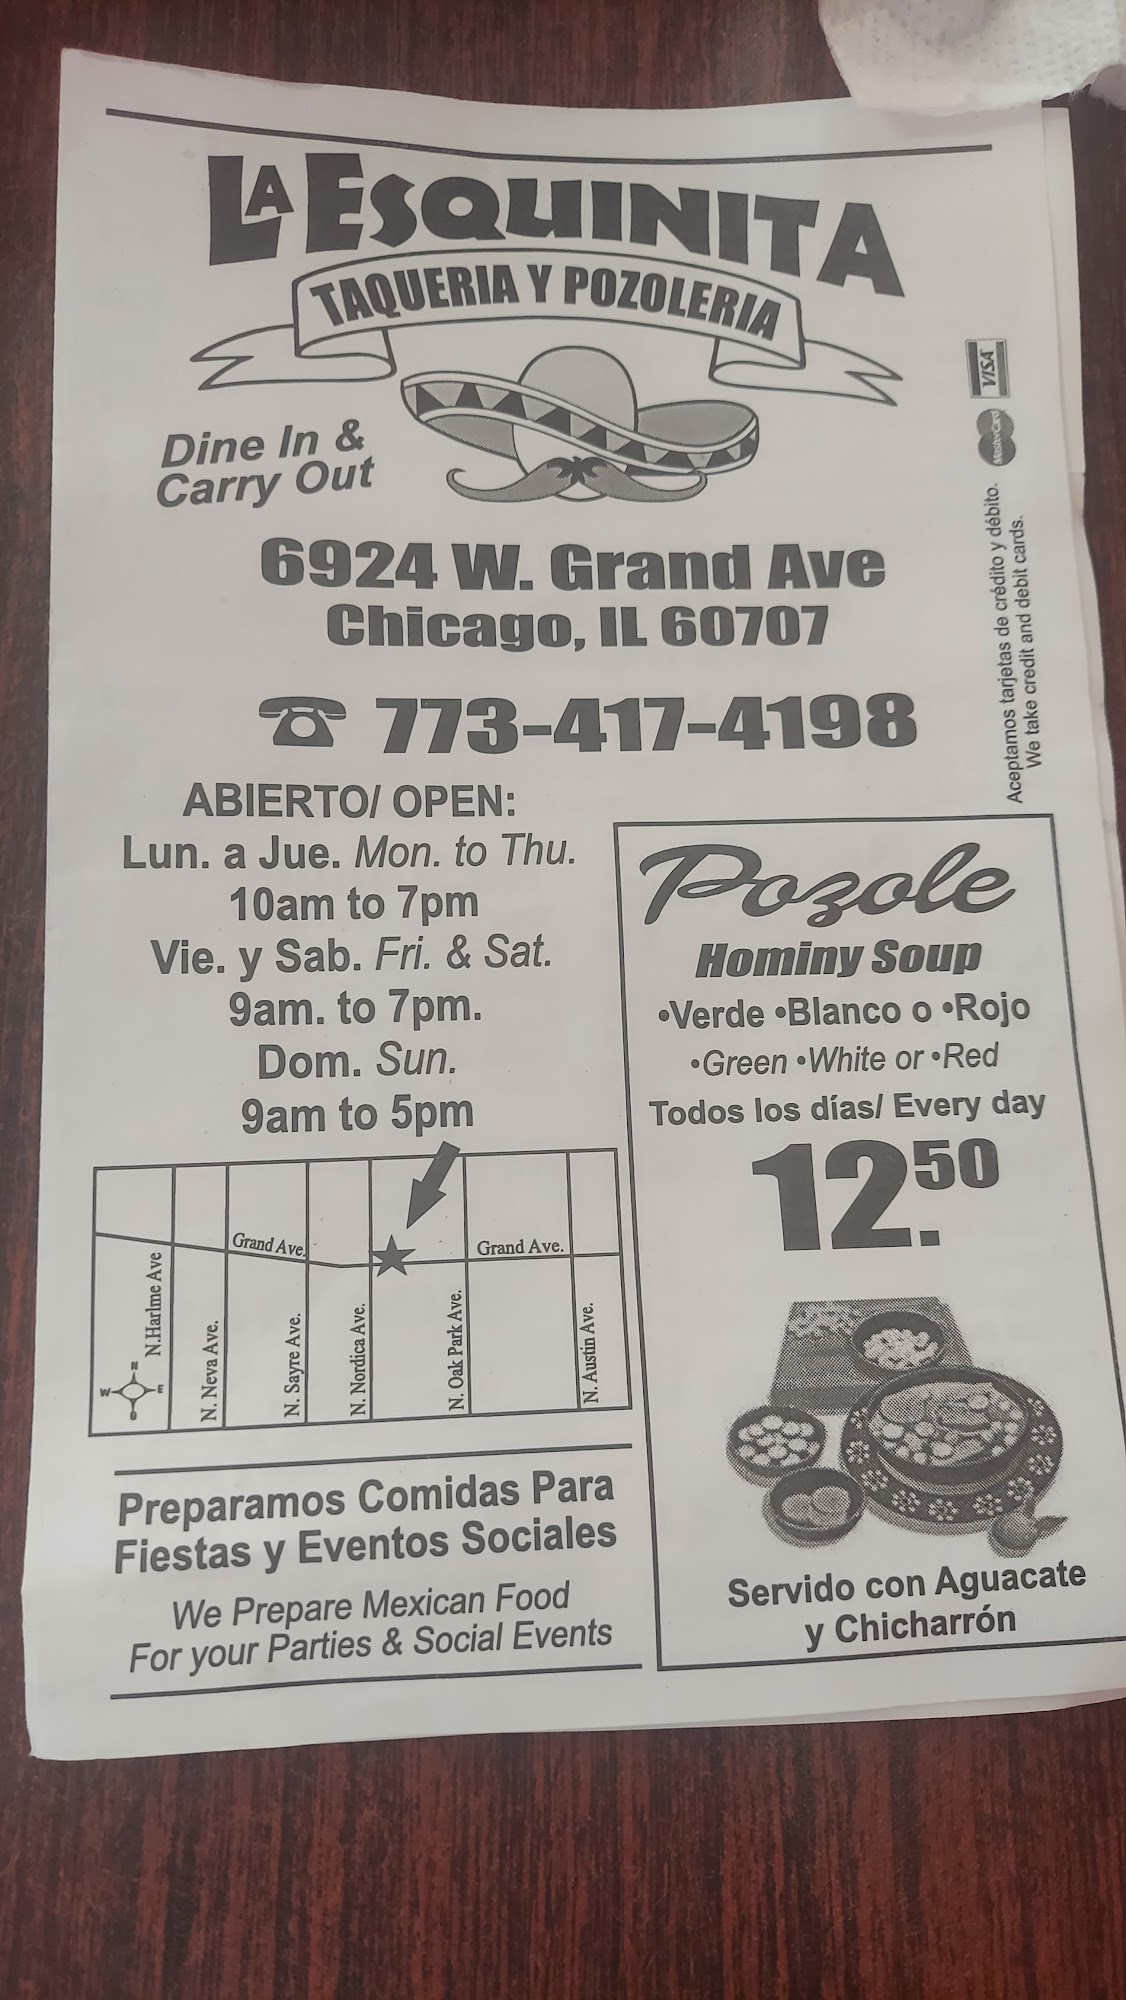 LA ESQUINITA
TAQUERIA Y POZOLERIA
Dine In &
Carry Out
VISA
MasterCard
Aceptamos tarjetas de crédito y débito.
We take credit and debit cards.
6924 W. Grand Ave
Chicago, IL 60707
773-417-4198
ABIERTO/ OPEN:
Lun. a Jue. Mon. to Thu.
10am to 7pm
Vie. y Sab. Fri. & Sat.
9am. to 7pm.
Dom. Sun.
9am to 5pm
Grand Ave.
Grand Ave.
N.Harlme Ave
N. Neva Ave.
N. Sayre Ave.
N. Nordica Ave.
N. Oak Park Ave.
N. Austin Ave.
N
W
E
S
Preparamos Comidas Para
Fiestas y Eventos Sociales
We Prepare Mexican Food
For your Parties & Social Events
Pozole
Hominy Soup
•Verde •Blanco o •Rojo
•Green •White or •Red
Todos los días/ Every day
12.50
Servido con Aguacate
y Chicharrón